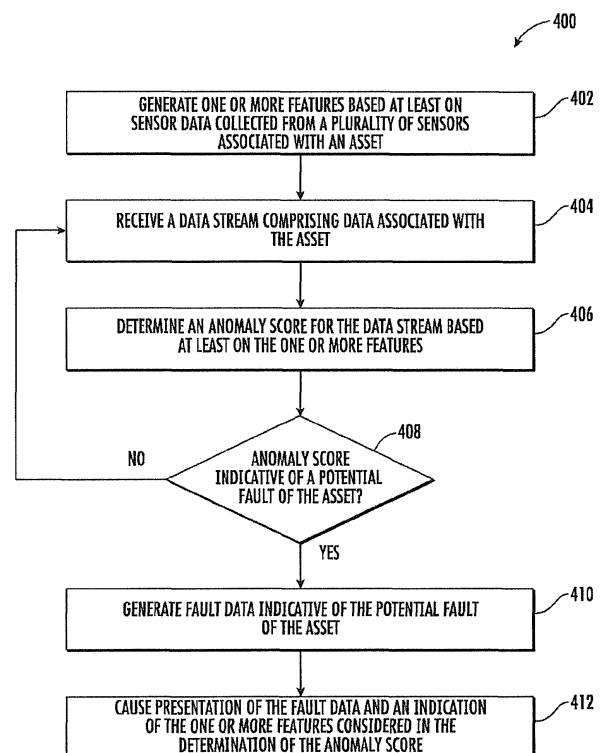 400
GENERATE ONE OR MORE FEATURES BASED AT LEAST ON
SENSOR DATA COLLECTED FROM A PLURALITY OF SENSORS
ASSOCIATED WITH AN ASSET
402
RECEIVE A DATA STREAM COMPRISING DATA ASSOCIATED WITH
THE ASSET
404
DETERMINE AN ANOMALY SCORE FOR THE DATA STREAM BASED
AT LEAST ON THE ONE OR MORE FEATURES
406
408
NO
ANOMALY SCORE
INDICATIVE OF A POTENTIAL
FAULT OF THE ASSET?
YES
GENERATE FAULT DATA INDICATIVE OF THE POTENTIAL FAULT
OF THE ASSET
410
CAUSE PRESENTATION OF THE FAULT DATA AND AN INDICATION
OF THE ONE OR MORE FEATURES CONSIDERED IN THE
DETERMINATION OF THE ANOMALY SCORE
412